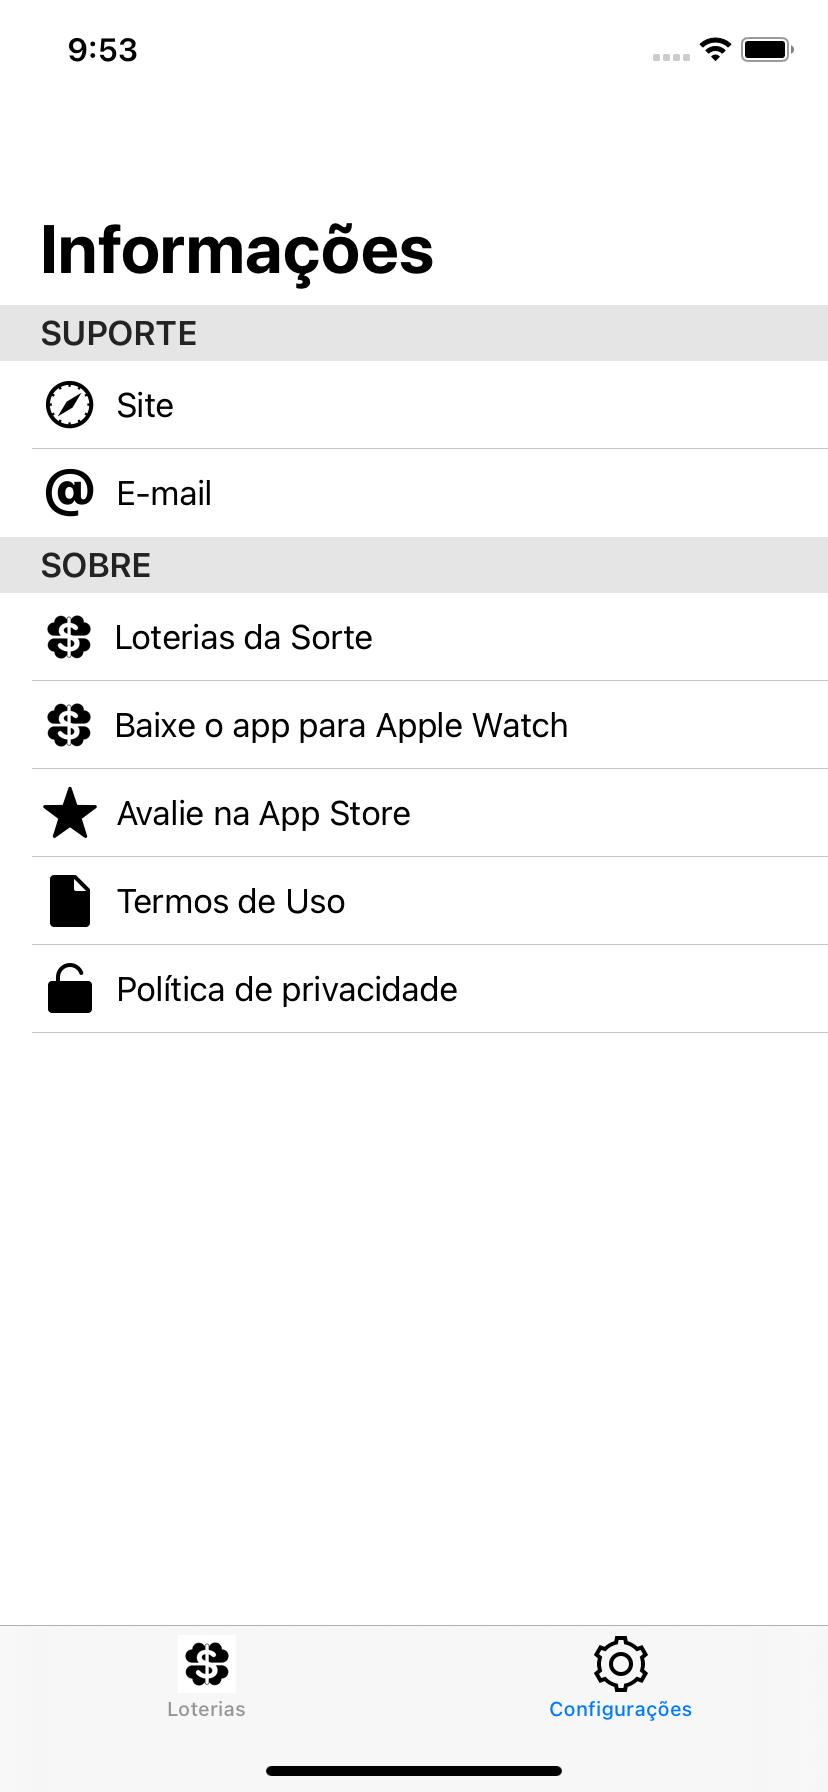 9:53
Informações
SUPORTE
Site
E-mail
SOBRE
Loterias da Sorte
Baixe o app para Apple Watch
Avalie na App Store
Termos de Uso
Política de privacidade
Loterias
Configurações